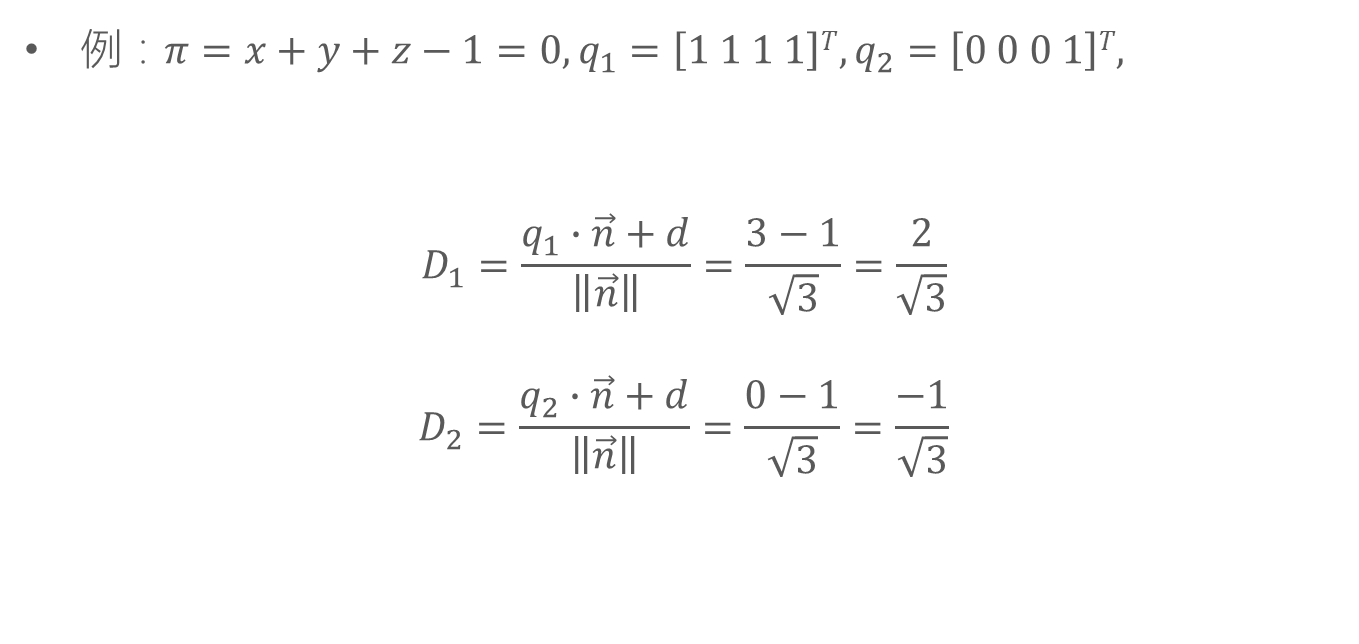 • 例 : π = x + y + z − 1 = 0, q₁ = [1 1 1 1]ᵀ, q₂ = [0 0 0 1]ᵀ,
D₁ = (q₁ · n⃗ + d) / ‖n⃗‖ = (3 − 1) / √3 = 2 / √3
D₂ = (q₂ · n⃗ + d) / ‖n⃗‖ = (0 − 1) / √3 = −1 / √3